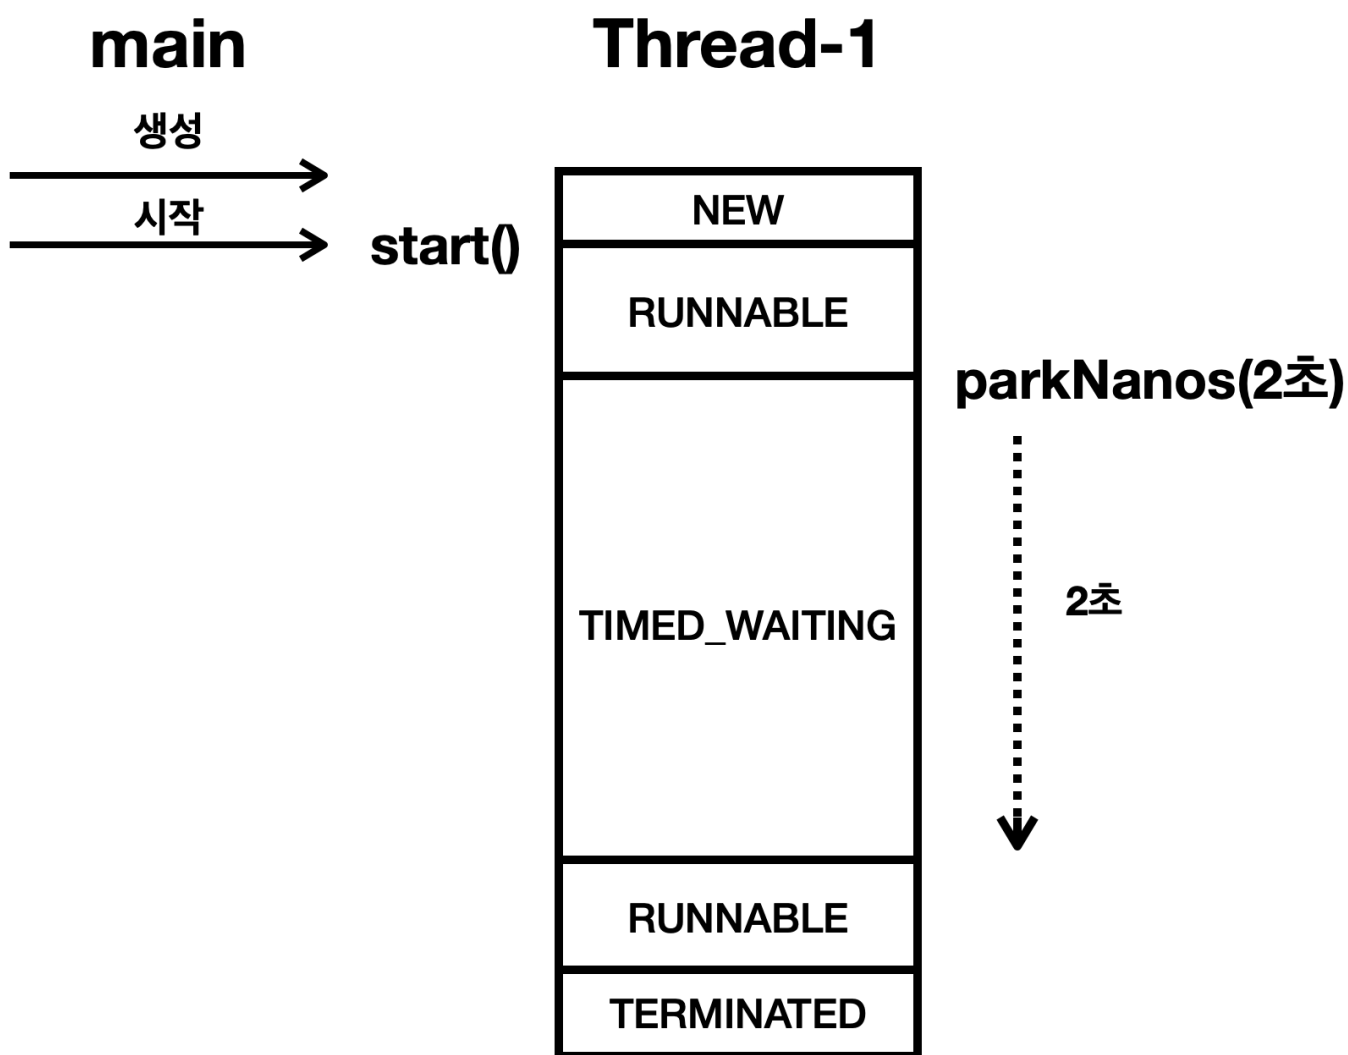 main
Thread-1
생성
시작
start()
NEW
RUNNABLE
parkNanos(2초)
2초
TIMED_WAITING
RUNNABLE
TERMINATED